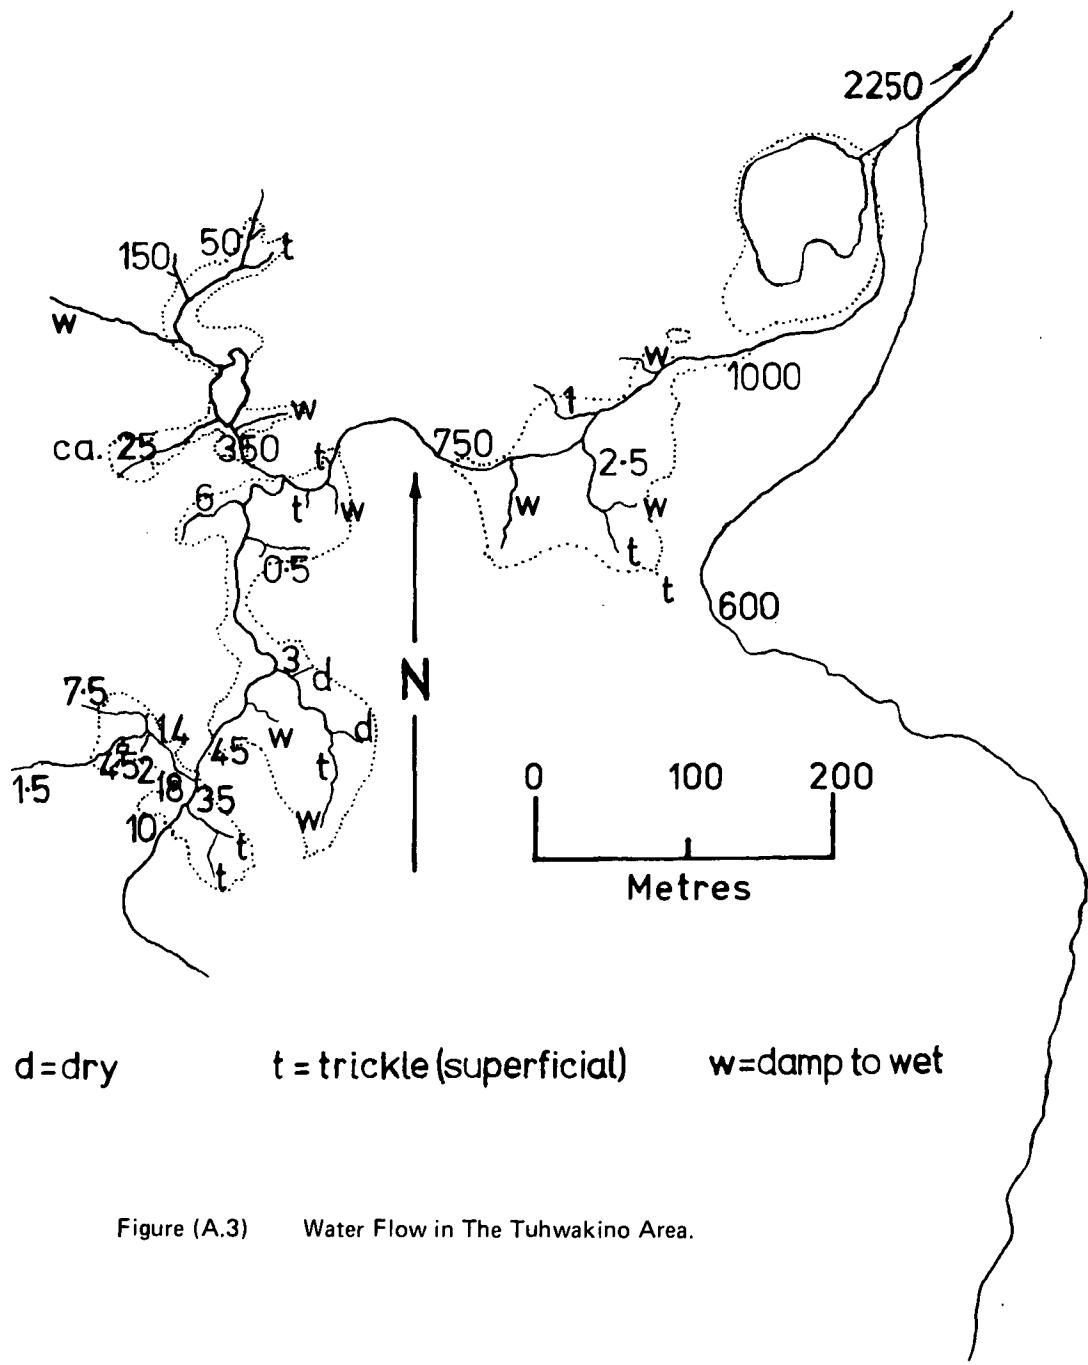 2250
50
t
150
w
w
1000
1
w
ca. 25
350
750
t
2·5
6
t
w
w
w
0·5
t
t
600
3
d
N
7·5
14
w
d
45
t
1·5
2
18
35
w
10
t
t
0 100 200
Metres
d=dry t = trickle (superficial) w=damp to wet
Figure (A.3) Water Flow in The Tuhwakino Area.